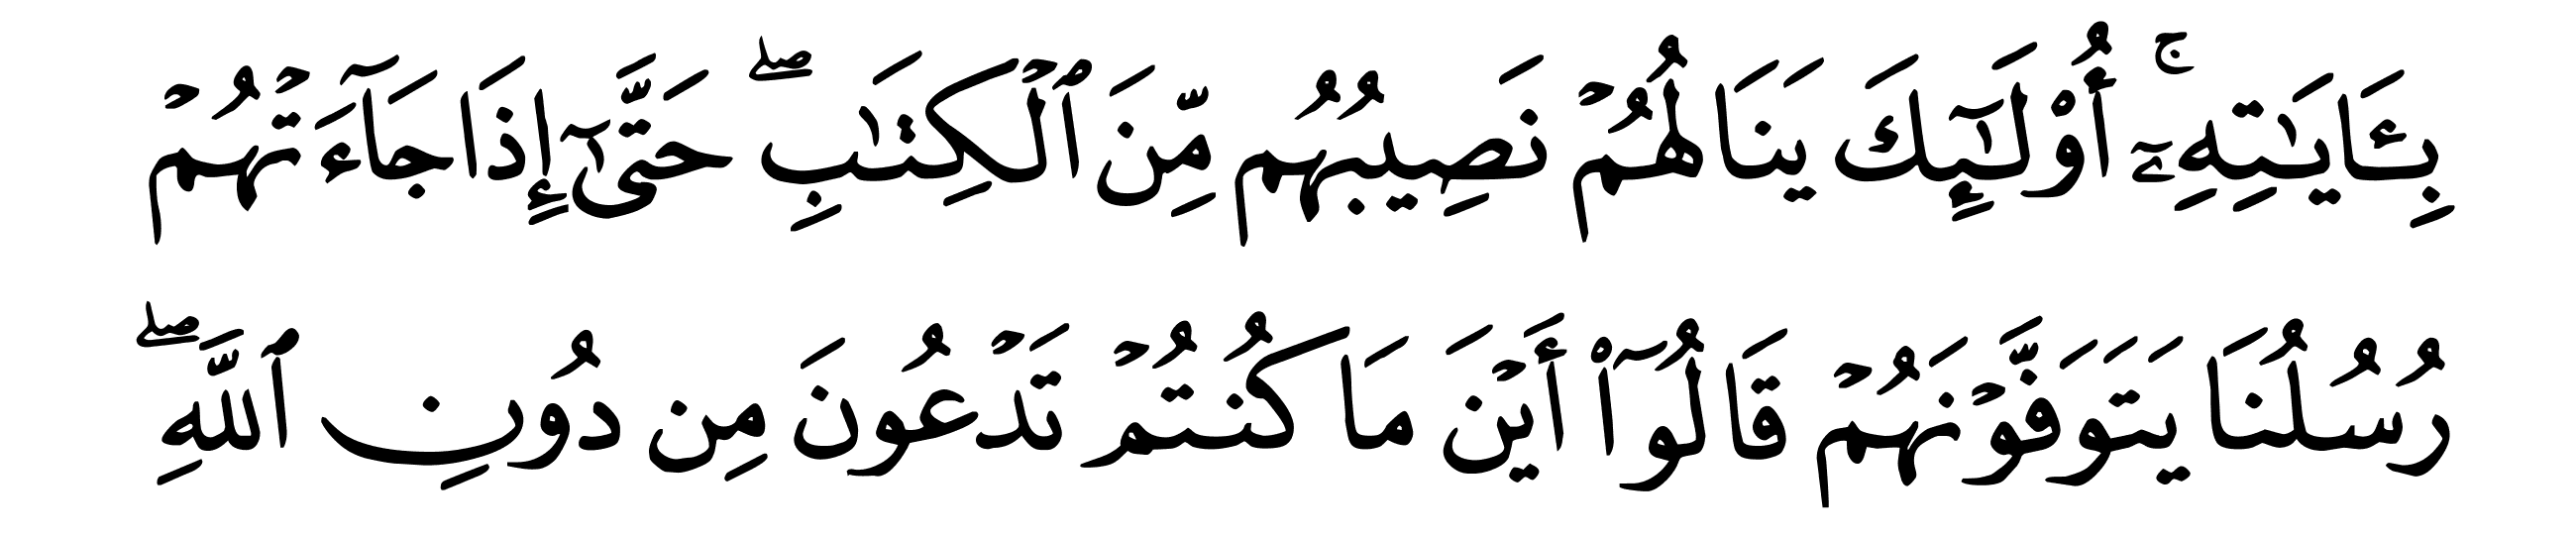 بِـَٔايَـٰتِهِۦٓ ۚ أُو۟لَـٰٓئِكَ يَنَالُهُمْ نَصِيبُهُم مِّنَ ٱلْكِتَـٰبِ ۖ حَتَّىٰٓ إِذَا جَآءَتْهُمْ
رُسُلُنَا يَتَوَفَّوْنَهُمْ قَالُوٓا۟ أَيْنَ مَا كُنتُمْ تَدْعُونَ مِن دُونِ ٱللَّهِ ۖ